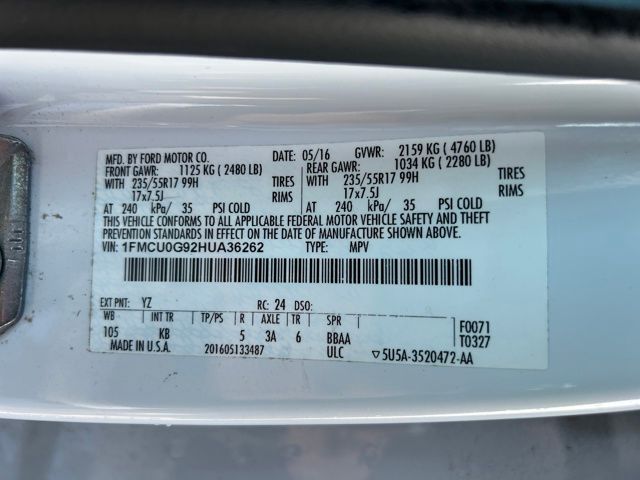 MFD. BY FORD MOTOR CO. DATE: 05/16 GVWR: 2159 KG (4760 LB)
FRONT GAWR: 1125 KG (2480 LB) REAR GAWR: 1034 KG (2280 LB)
WITH 235/55R17 99H TIRES WITH 235/55R17 99H TIRES
17x7.5J RIMS 17x7.5J RIMS
AT 240 kPa/ 35 PSI COLD AT 240 kPa/ 35 PSI COLD
THIS VEHICLE CONFORMS TO ALL APPLICABLE FEDERAL MOTOR VEHICLE SAFETY AND
THEFT PREVENTION STANDARDS IN EFFECT ON THE DATE OF MANUFACTURE SHOWN ABOVE.
VIN: 1FMCU0G92HUA36262 TYPE: MPV
EXT PNT: YZ RC: 24 DSO:
WB INT TR TP/PS R AXLE TR SPR F0071
105 KB 5 3A 6 BBAA T0327
MADE IN U.S.A. 201605133487 ULC ▽5U5A-3520472-AA